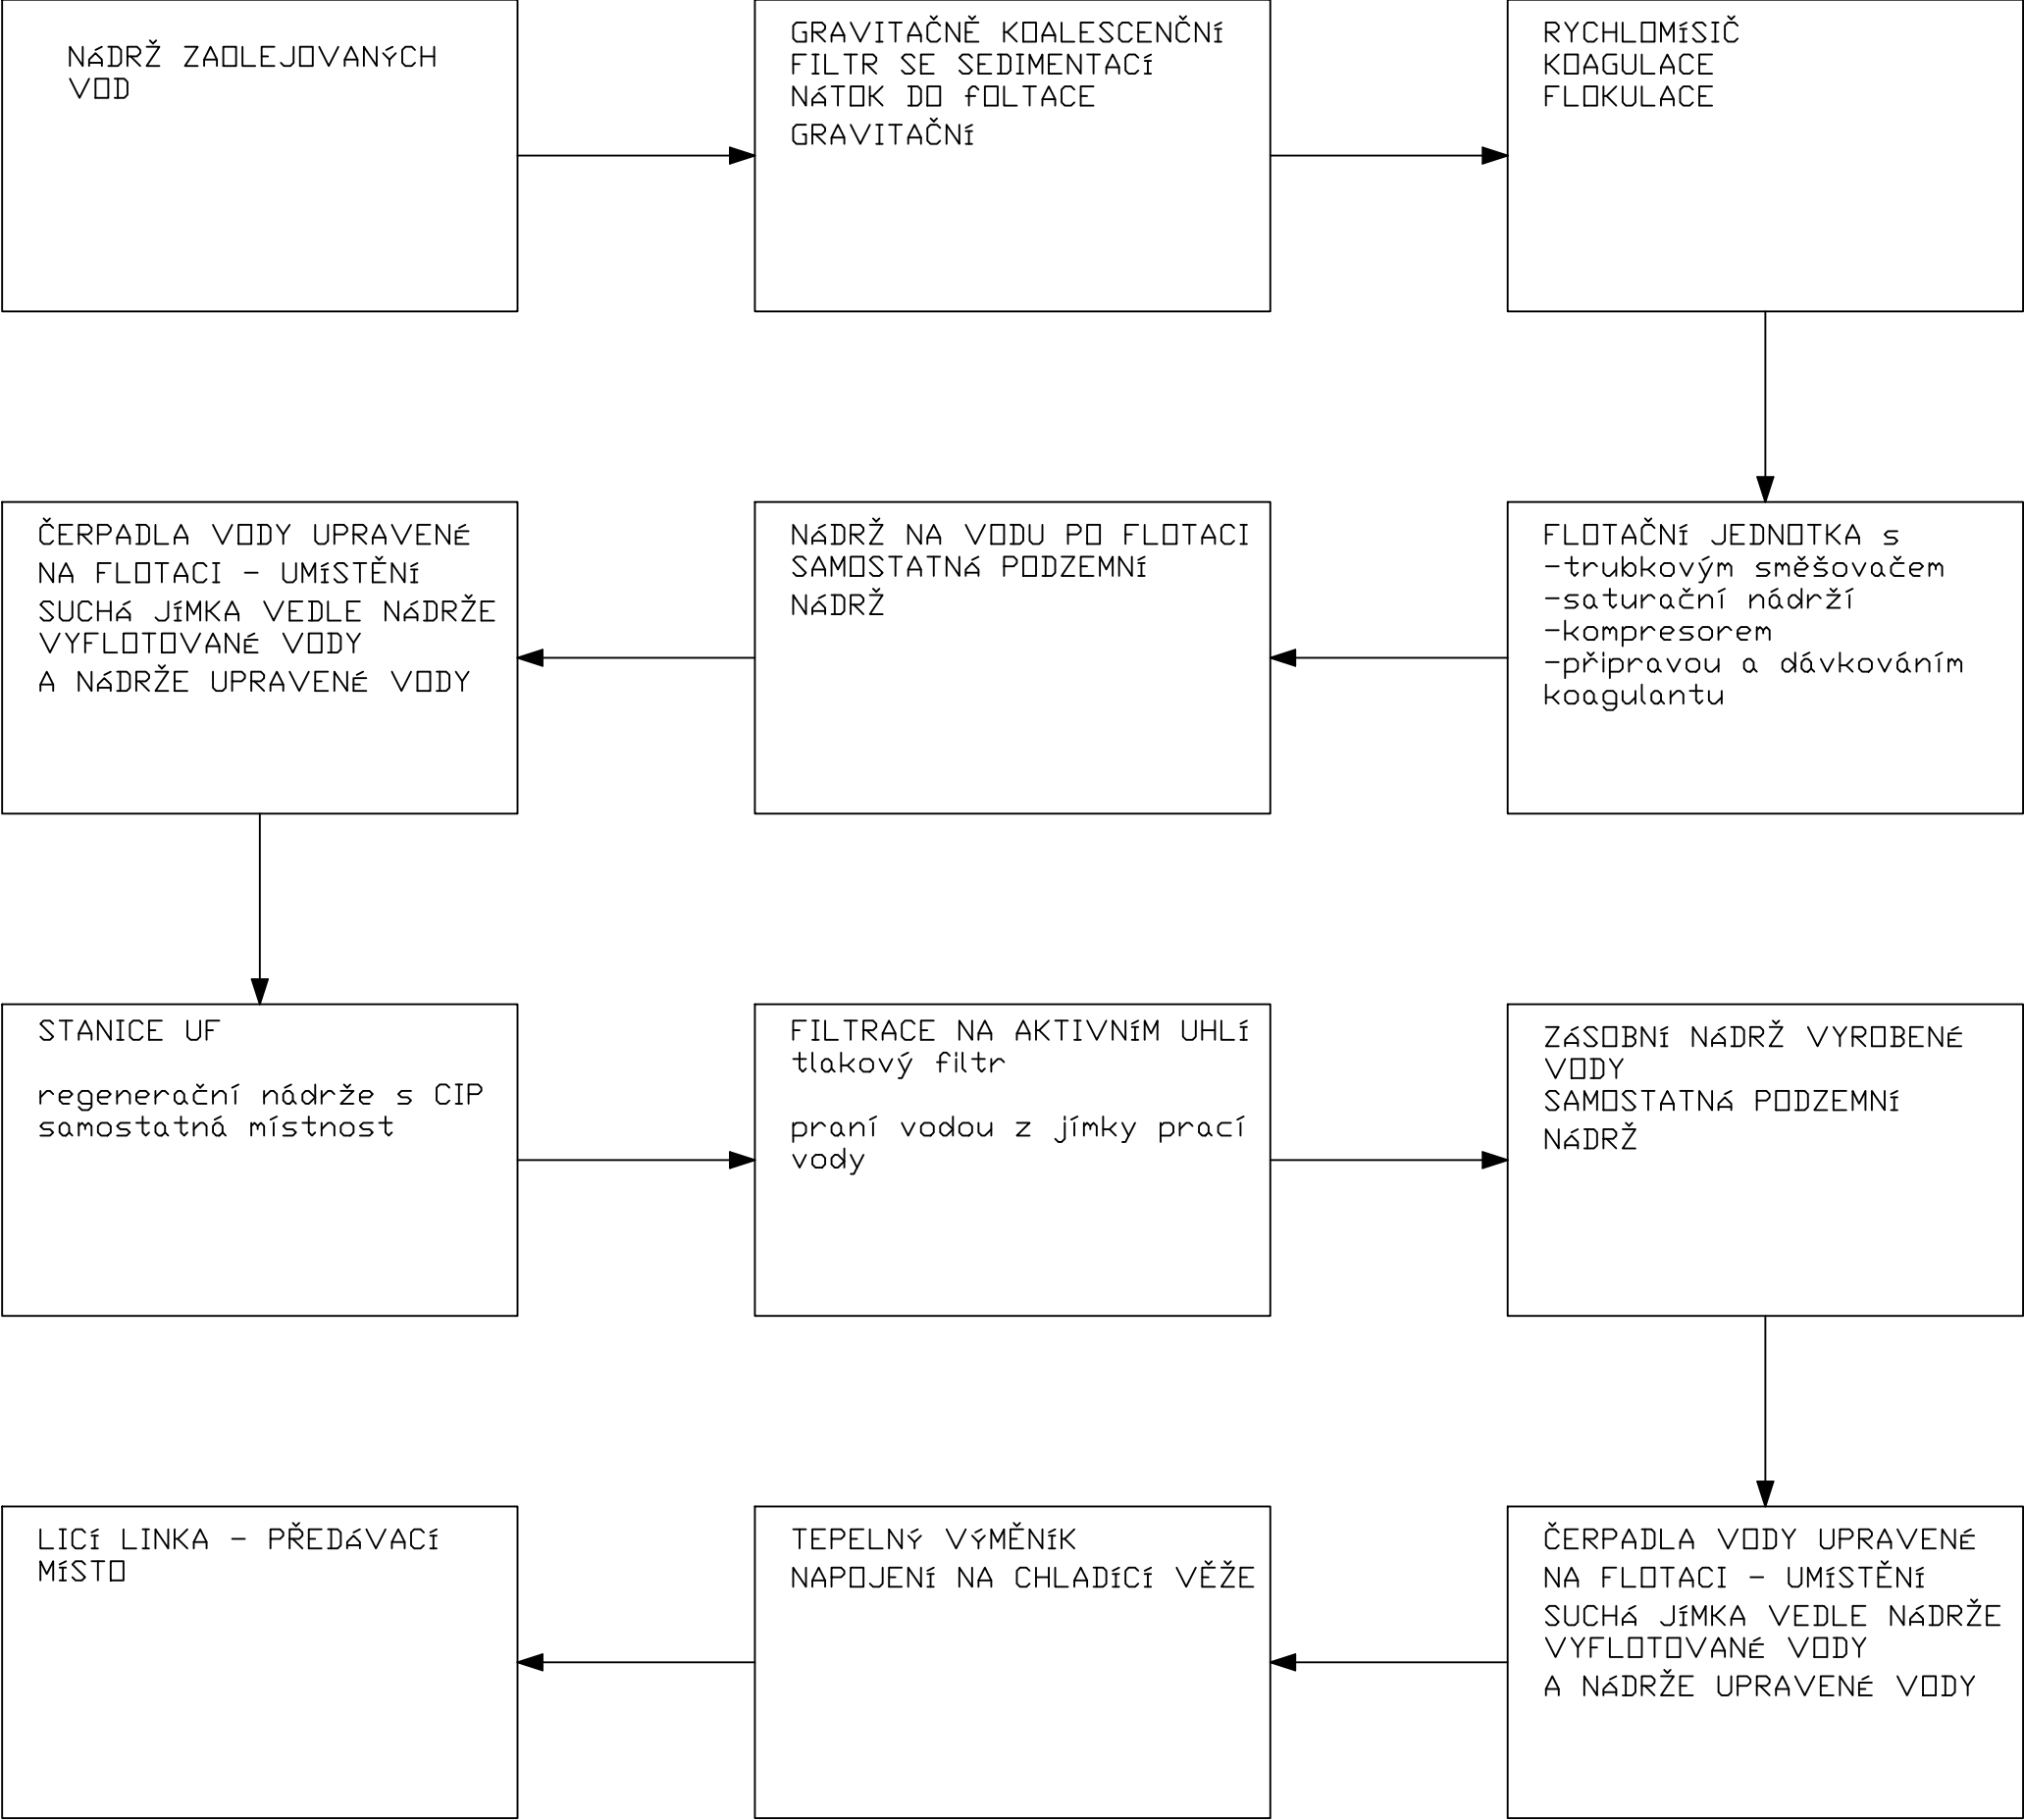 NÁDRŽ ZAOLEJOVANÝCH
VOD
GRAVITAČNĚ KOALESCENČNÍ
FILTR SE SEDIMENTACÍ
NÁTOK DO fOLTACE
GRAVITAČNÍ
RYCHLOMÍSIČ
KOAGULACE
FLOKULACE
FLOTAČNÍ JEDNOTKA s
-trubkovým směšovačem
-saturační nádrží
-kompresorem
-přípravou a dávkováním
koagulantu
NÁDRŽ NA VODU PO FLOTACI
SAMOSTATNÁ PODZEMNÍ
NÁDRŽ
ČERPADLA VODY UPRAVENÉ
NA FLOTACI - UMÍSTĚNÍ
SUCHÁ JÍMKA VEDLE NÁDRŽE
VYFLOTOVANÉ VODY
A NÁDRŽE UPRAVENÉ VODY
STANICE UF
regenerační nádrže s CIP
samostatná místnost
FILTRACE NA AKTIVNÍM UHLÍ
tlakový filtr
praní vodou z jímky prací
vody
ZÁSOBNÍ NÁDRŽ VYROBENÉ
VODY
SAMOSTATNÁ PODZEMNÍ
NÁDRŽ
ČERPADLA VODY UPRAVENÉ
NA FLOTACI - UMÍSTĚNÍ
SUCHÁ JÍMKA VEDLE NÁDRŽE
VYFLOTOVANÉ VODY
A NÁDRŽE UPRAVENÉ VODY
TEPELNÝ VÝMĚNÍK
NAPOJENÍ NA CHLADÍCÍ VĚŽE
LICÍ LINKA - PŘEDÁVACÍ
MÍSTO